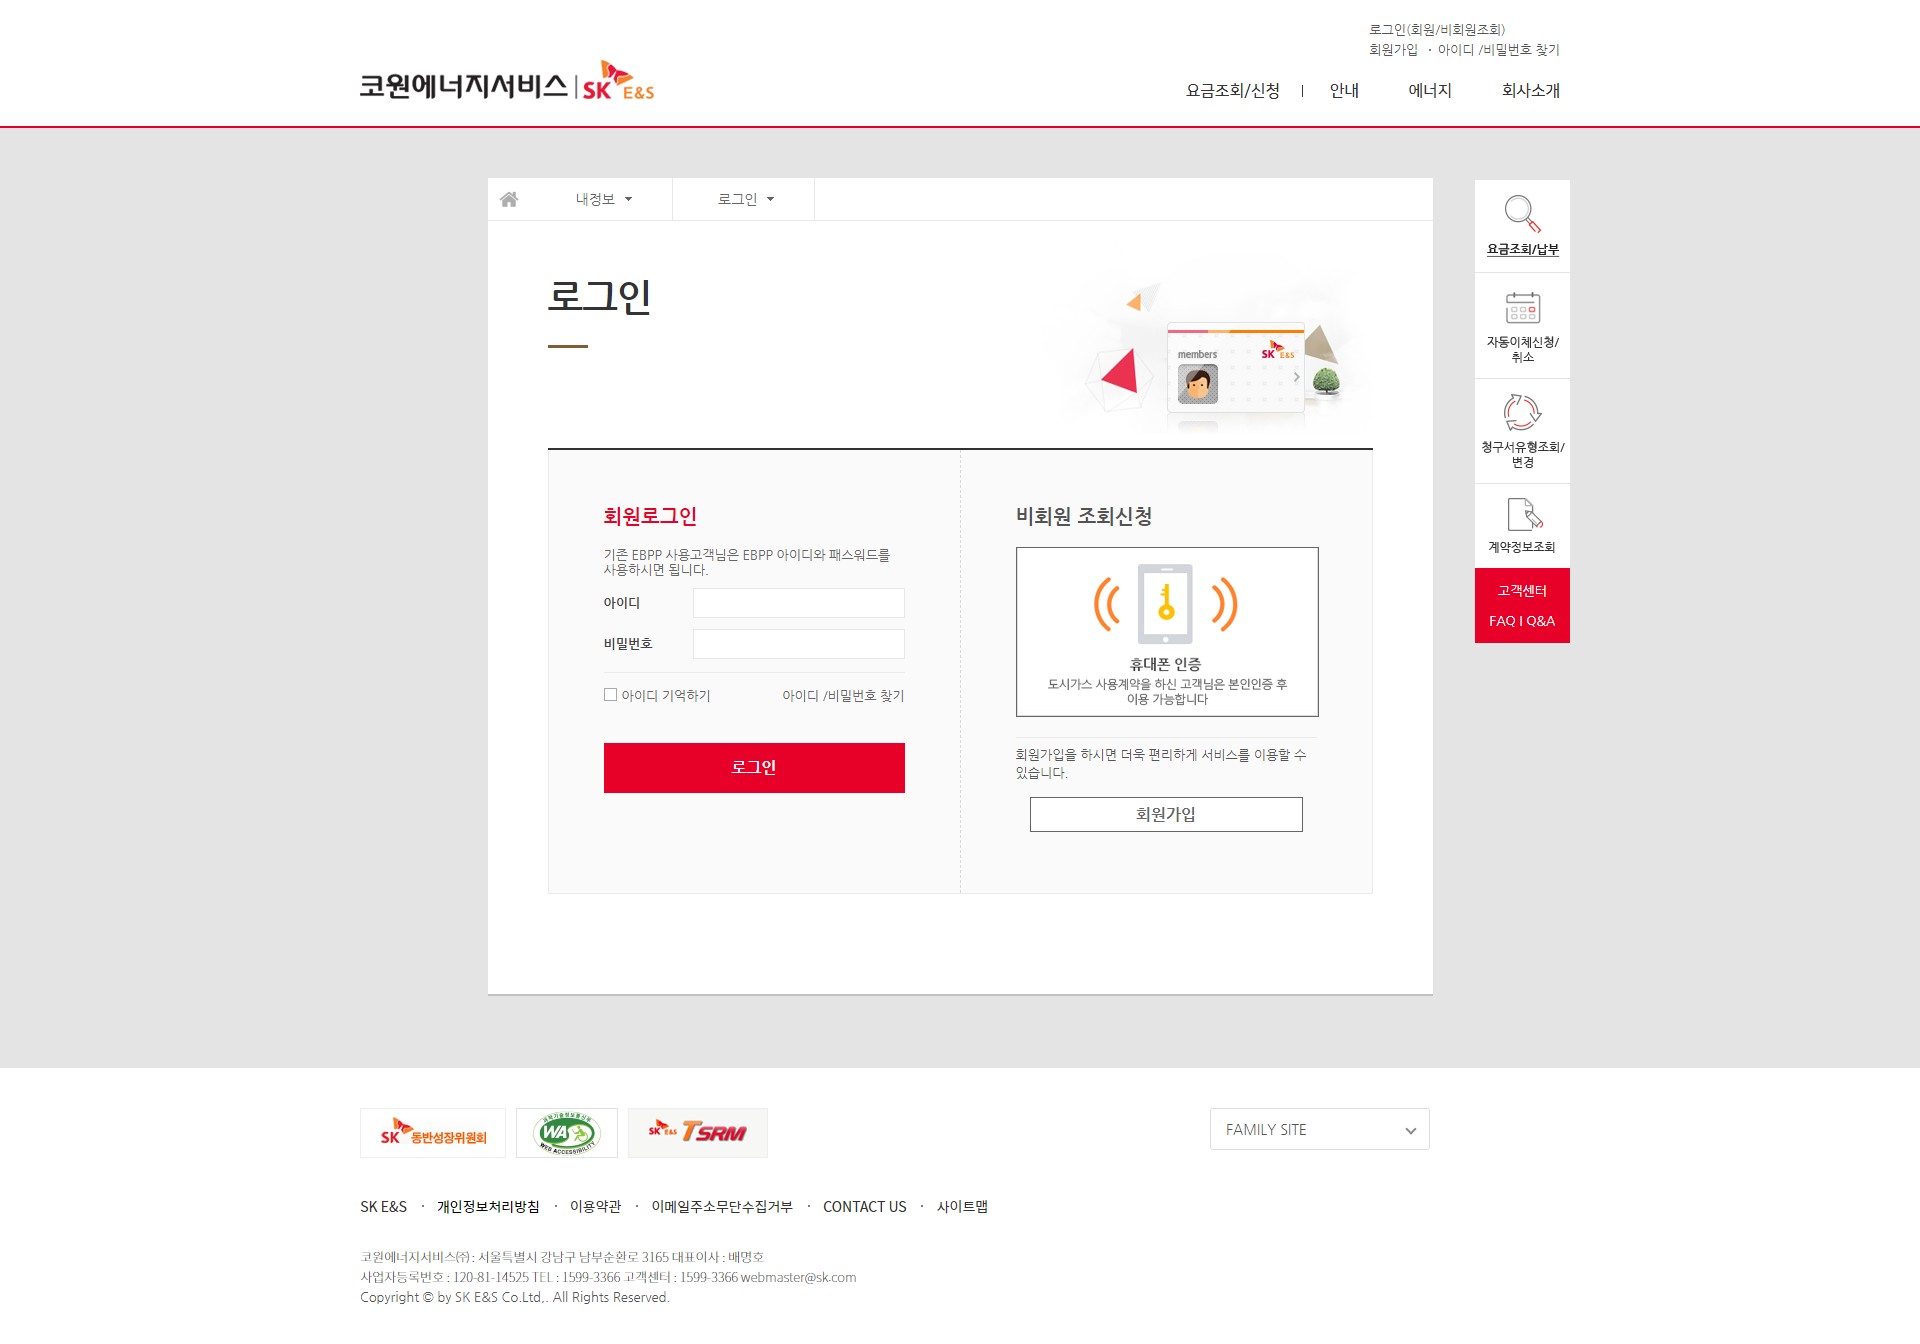 로그인(회원/비회원조회)
회원가입 · 아이디 /비밀번호 찾기
코원에너지서비스 | SK E&S
요금조회/신청 | 안내 에너지 회사소개
내정보 로그인
로그인
members SK E&S
회원로그인
기존 EBPP 사용고객님은 EBPP 아이디와 패스워드를
사용하시면 됩니다.
아이디
비밀번호
아이디 기억하기 아이디 /비밀번호 찾기
로그인
비회원 조회신청
휴대폰 인증
도시가스 사용계약을 하신 고객님은 본인인증 후
이용 가능합니다
회원가입을 하시면 더욱 편리하게 서비스를 이용할 수
있습니다.
회원가입
요금조회/납부
자동이체신청/
취소
청구서유형조회/
변경
계약정보조회
고객센터
FAQ I Q&A
SK 동반성장위원회
과학기술정보통신부
WA
WEB ACCESSIBILITY
SK E&S TSRM
FAMILY SITE
SK E&S · 개인정보처리방침 · 이용약관 · 이메일주소무단수집거부 · CONTACT US · 사이트맵
코원에너지서비스㈜ : 서울특별시 강남구 남부순환로 3165 대표이사 : 배명호
사업자등록번호 : 120-81-14525 TEL : 1599-3366 고객센터 : 1599-3366 webmaster@sk.com
Copyright © by SK E&S Co.Ltd,. All Rights Reserved.